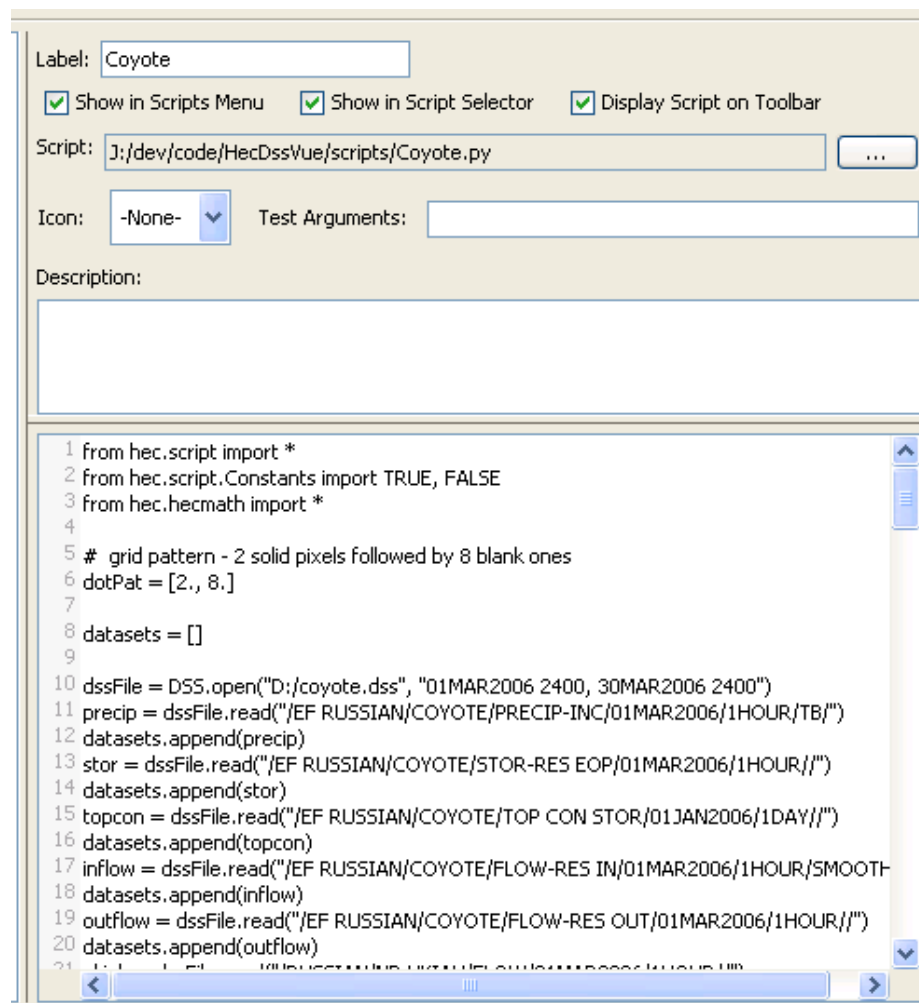 Label: Coyote
Show in Scripts Menu Show in Script Selector Display Script on Toolbar
Script: J:/dev/code/HecDssVue/scripts/Coyote.py ...
Icon: -None- Test Arguments:
Description:
1 from hec.script import *
2 from hec.script.Constants import TRUE, FALSE
3 from hec.hecmath import *
4
5 #  grid pattern - 2 solid pixels followed by 8 blank ones
6 dotPat = [2., 8.]
7
8 datasets = []
9
10 dssFile = DSS.open("D:/coyote.dss", "01MAR2006 2400, 30MAR2006 2400")
11 precip = dssFile.read("/EF RUSSIAN/COYOTE/PRECIP-INC/01MAR2006/1HOUR/TB/")
12 datasets.append(precip)
13 stor = dssFile.read("/EF RUSSIAN/COYOTE/STOR-RES EOP/01MAR2006/1HOUR//")
14 datasets.append(stor)
15 topcon = dssFile.read("/EF RUSSIAN/COYOTE/TOP CON STOR/01JAN2006/1DAY//")
16 datasets.append(topcon)
17 inflow = dssFile.read("/EF RUSSIAN/COYOTE/FLOW-RES IN/01MAR2006/1HOUR/SMOOTH
18 datasets.append(inflow)
19 outflow = dssFile.read("/EF RUSSIAN/COYOTE/FLOW-RES OUT/01MAR2006/1HOUR//")
20 datasets.append(outflow)